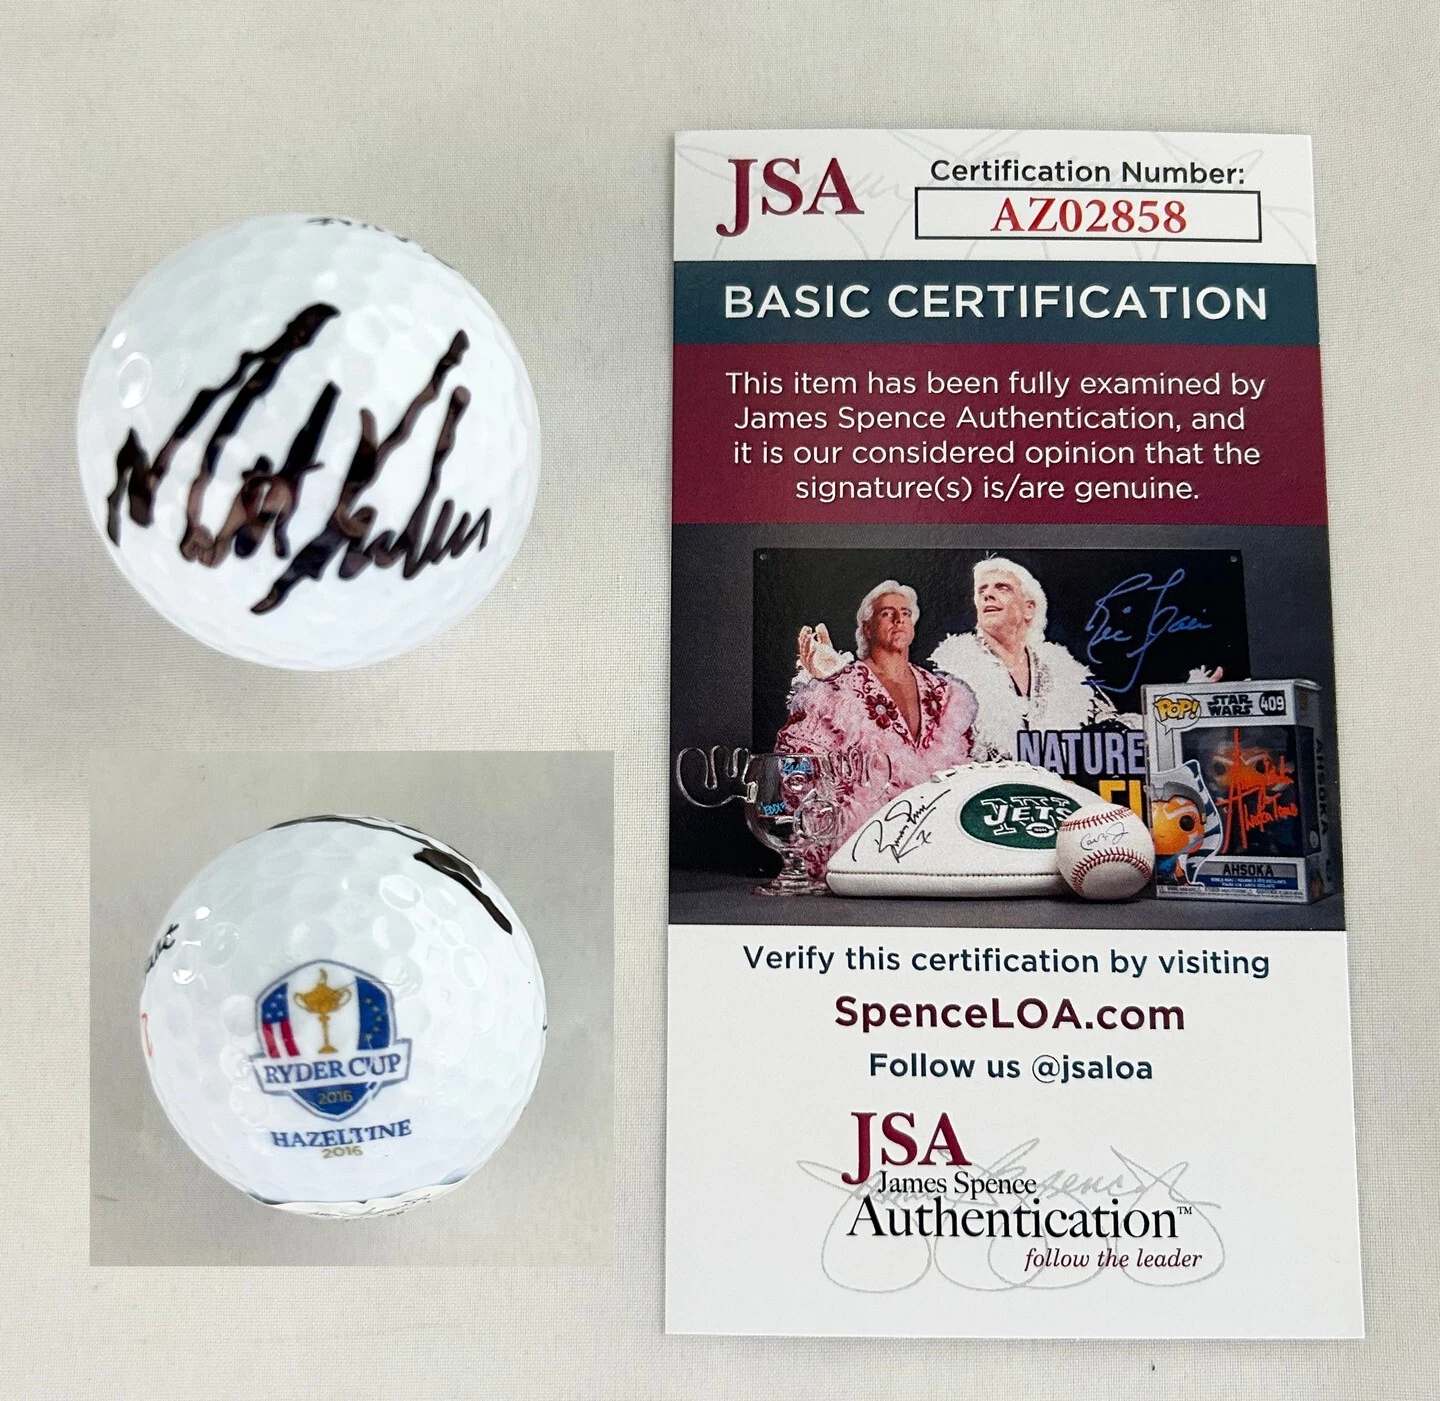 JSA
Certification Number:
AZ02858
BASIC CERTIFICATION
This item has been fully examined by
James Spence Authentication, and
it is our considered opinion that the
signature(s) is/are genuine.
NATURE
JETS
POP!
STAR
WARS
409
AHSOKA
AHSOKA
Verify this certification by visiting
SpenceLOA.com
Follow us @jsaloa
JSA
James Spence
Authentication™
follow the leader
RYDER CUP
2016
HAZELTINE
2016